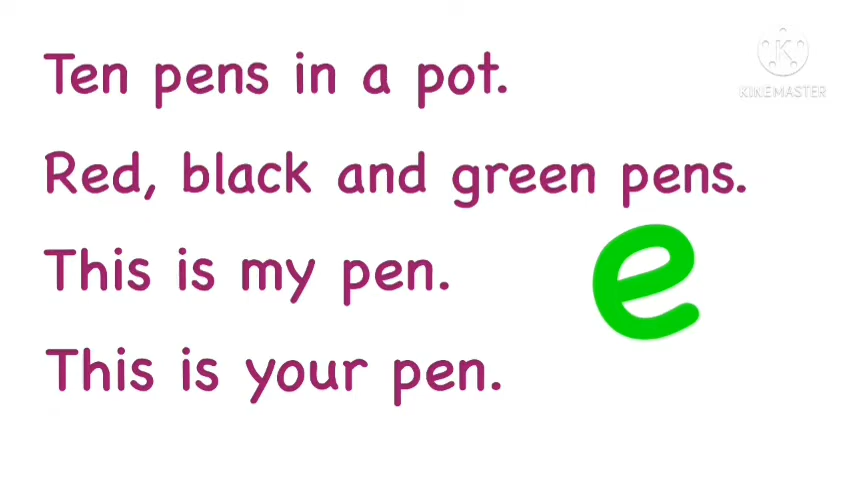 Ten pens in a pot.
Red, black and green pens.
This is my pen.
This is your pen.
e
K
KINEMASTER